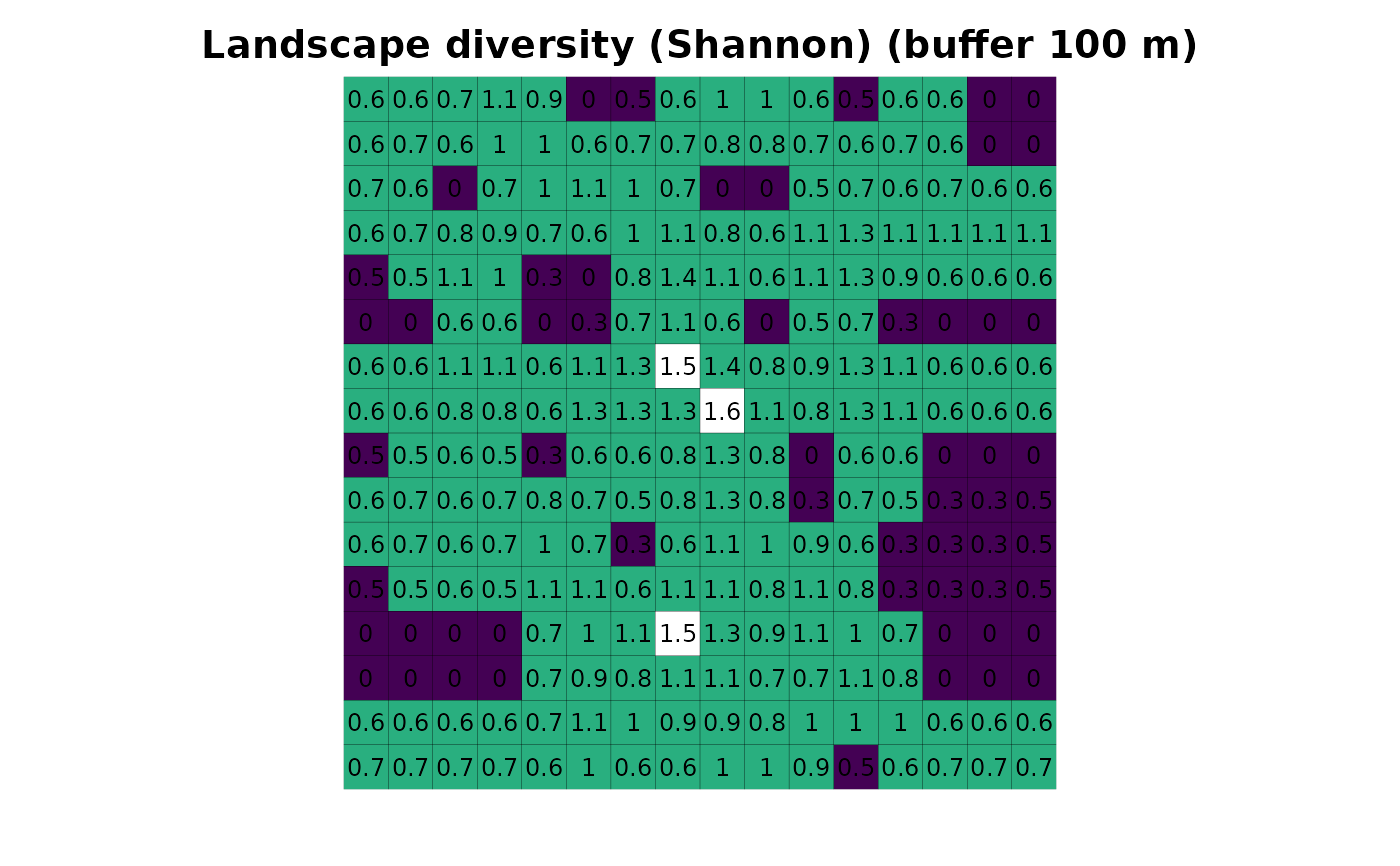 Landscape diversity (Shannon) (buffer 100 m)
0.6 0.6 0.7 1.1 0.9 0 0.5 0.6 1 1 0.6 0.5 0.6 0.6 0 0
0.6 0.7 0.6 1 1 0.6 0.7 0.7 0.8 0.8 0.7 0.6 0.7 0.6 0 0
0.7 0.6 0 0.7 1 1.1 1 0.7 0 0 0.5 0.7 0.6 0.7 0.6 0.6
0.6 0.7 0.8 0.9 0.7 0.6 1 1.1 0.8 0.6 1.1 1.3 1.1 1.1 1.1 1.1
0.5 0.5 1.1 1 0.3 0 0.8 1.4 1.1 0.6 1.1 1.3 0.9 0.6 0.6 0.6
0 0 0.6 0.6 0 0.3 0.7 1.1 0.6 0 0.5 0.7 0.3 0 0 0
0.6 0.6 1.1 1.1 0.6 1.1 1.3 1.5 1.4 0.8 0.9 1.3 1.1 0.6 0.6 0.6
0.6 0.6 0.8 0.8 0.6 1.3 1.3 1.3 1.6 1.1 0.8 1.3 1.1 0.6 0.6 0.6
0.5 0.5 0.6 0.5 0.3 0.6 0.6 0.8 1.3 0.8 0 0.6 0.6 0 0 0
0.6 0.7 0.6 0.7 0.8 0.7 0.5 0.8 1.3 0.8 0.3 0.7 0.5 0.3 0.3 0.5
0.6 0.7 0.6 0.7 1 0.7 0.3 0.6 1.1 1 0.9 0.6 0.3 0.3 0.3 0.5
0.5 0.5 0.6 0.5 1.1 1.1 0.6 1.1 1.1 0.8 1.1 0.8 0.3 0.3 0.3 0.5
0 0 0 0 0.7 1 1.1 1.5 1.3 0.9 1.1 1 0.7 0 0 0
0 0 0 0 0.7 0.9 0.8 1.1 1.1 0.7 0.7 1.1 0.8 0 0 0
0.6 0.6 0.6 0.6 0.7 1.1 1 0.9 0.9 0.8 1 1 1 0.6 0.6 0.6
0.7 0.7 0.7 0.7 0.6 1 0.6 0.6 1 1 0.9 0.5 0.6 0.7 0.7 0.7